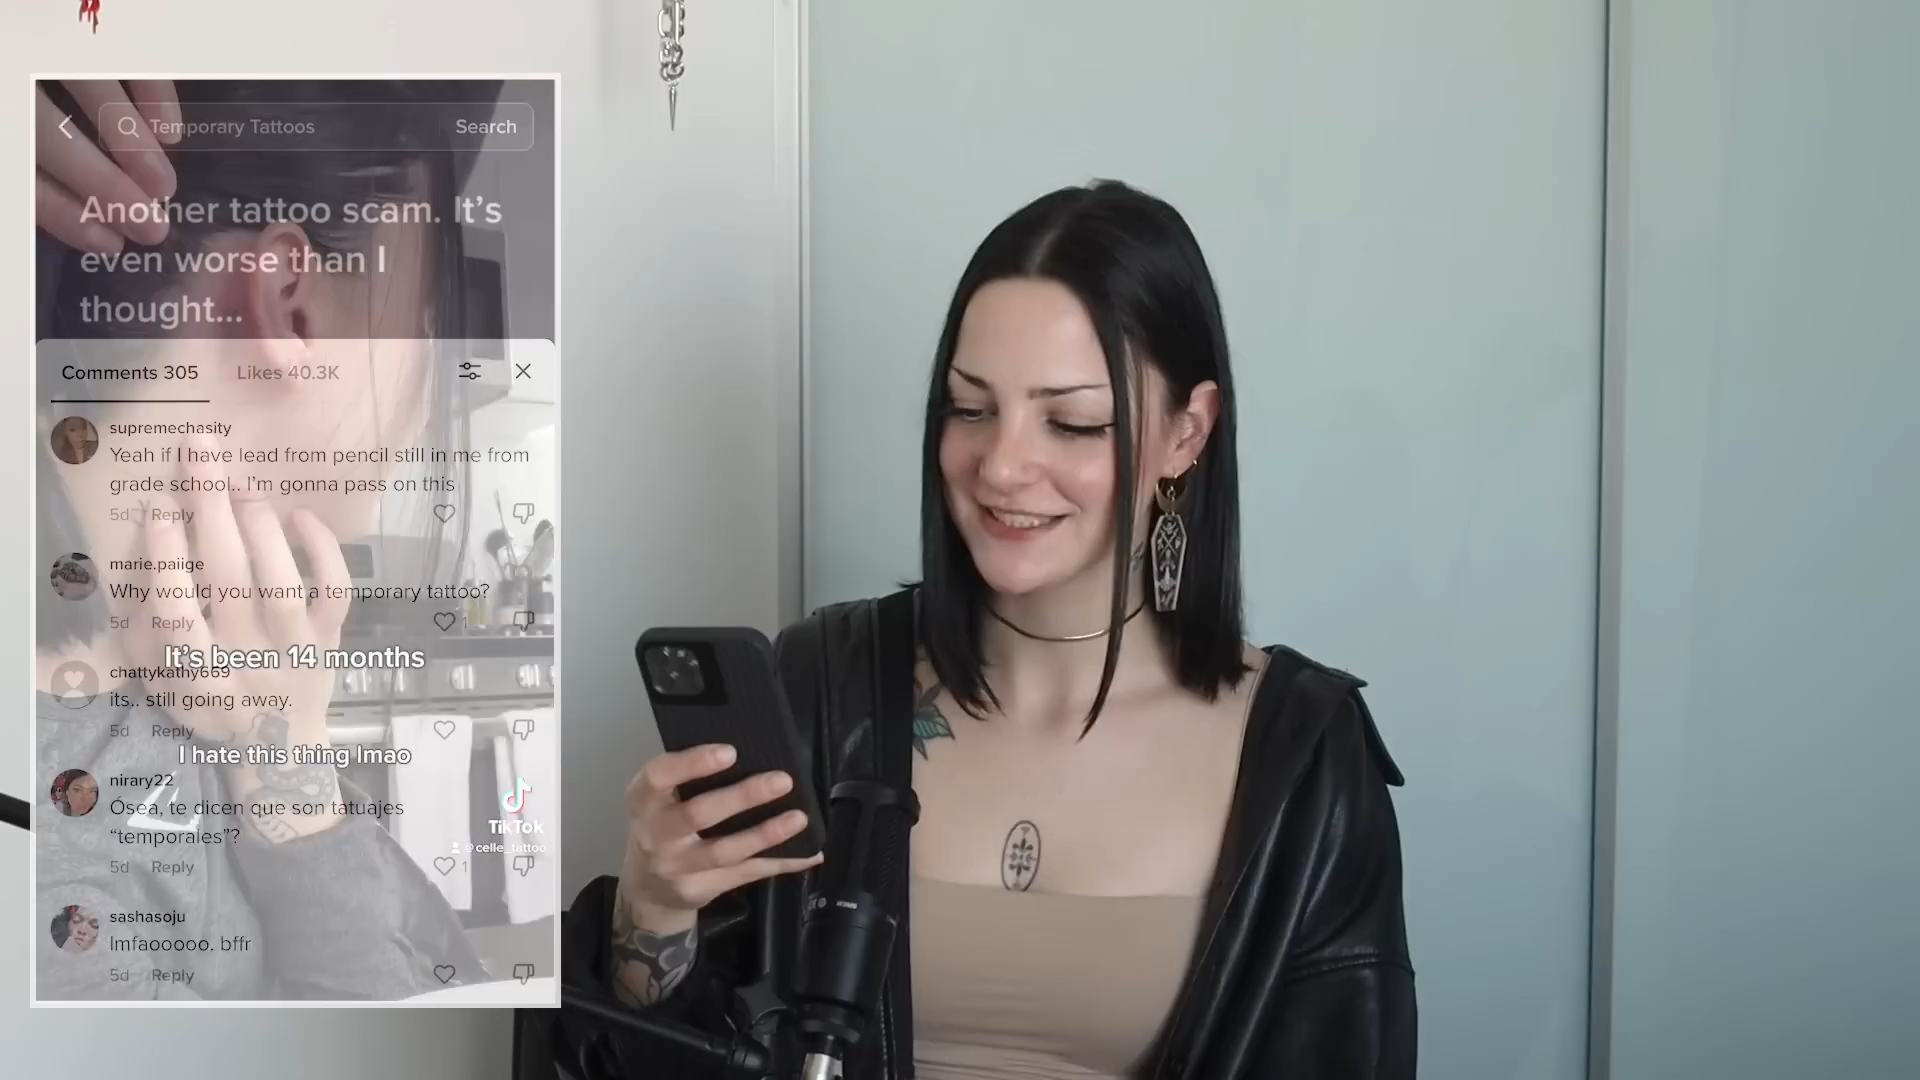 Temporary Tattoos
Search
Another tattoo scam. It's
even worse than I
thought...
Comments 305
Likes 40.3K
supremechasity
Yeah if I have lead from pencil still in me from
grade school.. I'm gonna pass on this
5d
Reply
marie.paiige
Why would you want a temporary tattoo?
5d
Reply
1
It's been 14 months
chattykathy669
its.. still going away.
5d
Reply
I hate this thing lmao
nirary22
Ósea, te dicen que son tatuajes
"temporales"?
TikTok
@celle_tattoo
5d
Reply
1
sashasoju
lmfaooooo. bffr
5d
Reply